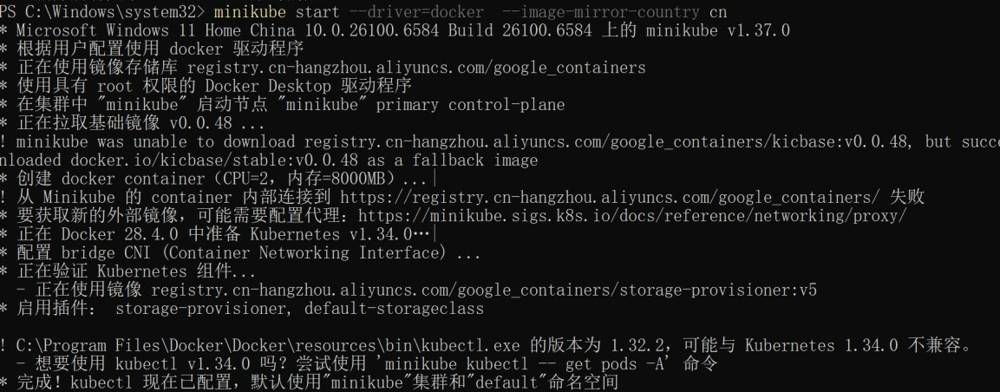 PS C:\Windows\system32> minikube start --driver=docker  --image-mirror-country cn
* Microsoft Windows 11 Home China 10.0.26100.6584 Build 26100.6584 上的 minikube v1.37.0
* 根据用户配置使用 docker 驱动程序
* 正在使用镜像存储库 registry.cn-hangzhou.aliyuncs.com/google_containers
* 使用具有 root 权限的 Docker Desktop 驱动程序
* 在集群中 "minikube" 启动节点 "minikube" primary control-plane
* 正在拉取基础镜像 v0.0.48 ...
! minikube was unable to download registry.cn-hangzhou.aliyuncs.com/google_containers/kicbase:v0.0.48, but succe
nloaded docker.io/kicbase/stable:v0.0.48 as a fallback image
* 创建 docker container（CPU=2，内存=8000MB）...|
! 从 Minikube 的 container 内部连接到 https://registry.cn-hangzhou.aliyuncs.com/google_containers/ 失败
* 要获取新的外部镜像，可能需要配置代理：https://minikube.sigs.k8s.io/docs/reference/networking/proxy/
* 正在 Docker 28.4.0 中准备 Kubernetes v1.34.0…|
* 配置 bridge CNI (Container Networking Interface) ...
* 正在验证 Kubernetes 组件...
  - 正在使用镜像 registry.cn-hangzhou.aliyuncs.com/google_containers/storage-provisioner:v5
* 启用插件： storage-provisioner, default-storageclass
! C:\Program Files\Docker\Docker\resources\bin\kubectl.exe 的版本为 1.32.2，可能与 Kubernetes 1.34.0 不兼容。
  - 想要使用 kubectl v1.34.0 吗？尝试使用 'minikube kubectl -- get pods -A' 命令
* 完成！kubectl 现在已配置，默认使用"minikube"集群和"default"命名空间